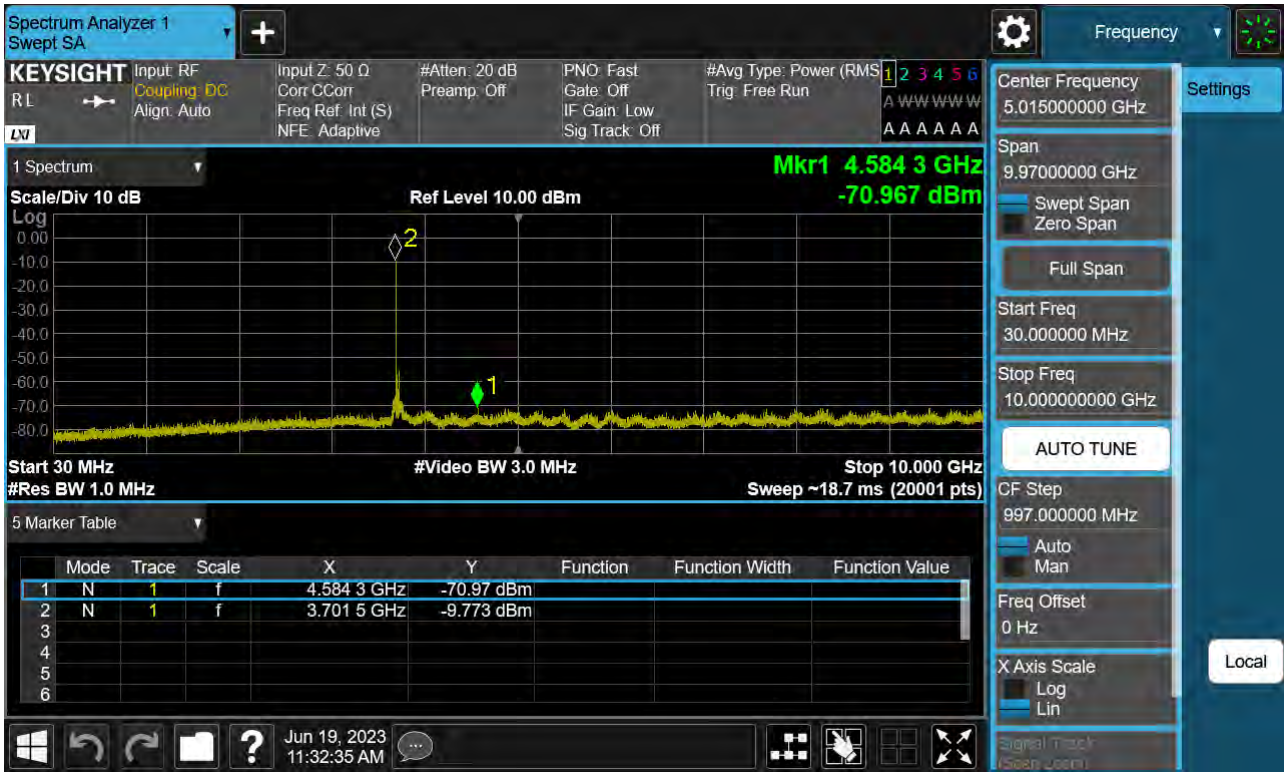 Spectrum Analyzer 1
Swept SA
+
Frequency
KEYSIGHT
RL
LXI
Input: RF
Coupling: DC
Align: Auto
Input Z: 50 Ω
Corr CCorr
Freq Ref: Int (S)
NFE: Adaptive
#Atten: 20 dB
Preamp: Off
PNO: Fast
Gate: Off
IF Gain: Low
Sig Track: Off
#Avg Type: Power (RMS
Trig: Free Run
1 2 3 4 5 6
A W W W W W
A A A A A A
1 Spectrum
Mkr1 4.584 3 GHz
Scale/Div 10 dB
Ref Level 10.00 dBm
-70.967 dBm
Log
0.00
-10.0
-20.0
-30.0
-40.0
-50.0
-60.0
-70.0
-80.0
2
1
Start 30 MHz
#Video BW 3.0 MHz
Stop 10.000 GHz
#Res BW 1.0 MHz
Sweep ~18.7 ms (20001 pts)
5 Marker Table
Mode Trace Scale X Y Function Function Width Function Value
1 N 1 f 4.584 3 GHz -70.97 dBm
2 N 1 f 3.701 5 GHz -9.773 dBm
3
4
5
6
Center Frequency
5.015000000 GHz
Span
9.97000000 GHz
Swept Span
Zero Span
Full Span
Start Freq
30.000000 MHz
Stop Freq
10.000000000 GHz
AUTO TUNE
CF Step
997.000000 MHz
Auto
Man
Freq Offset
0 Hz
X Axis Scale
Log
Lin
Signal Track
(Span Zoom)
Settings
Local
?
Jun 19, 2023
11:32:35 AM